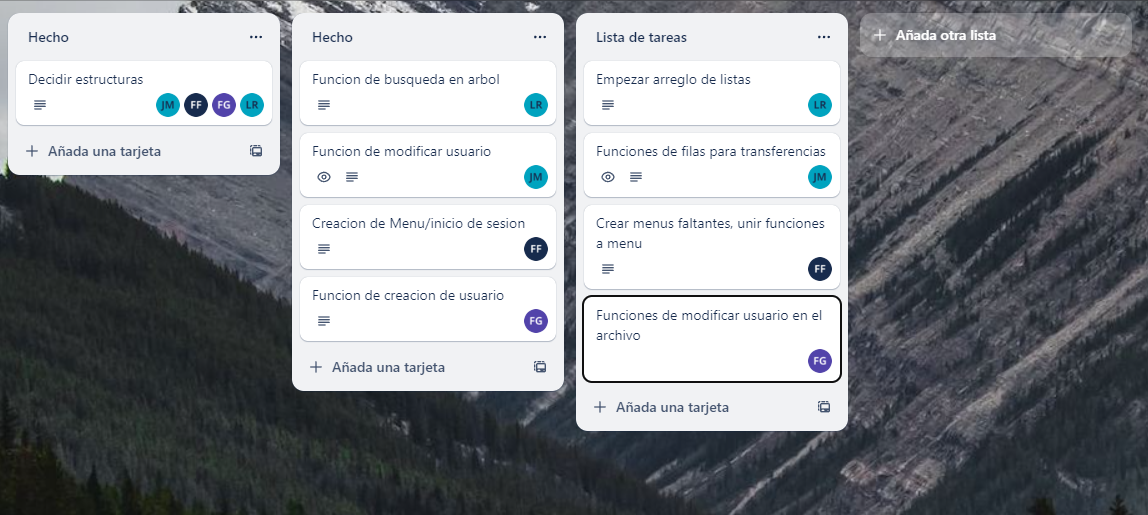 Hecho
Decidir estructuras
JM FF FG LR
Añada una tarjeta
Hecho
Funcion de busqueda en arbol
LR
Funcion de modificar usuario
JM
Creacion de Menu/inicio de sesion
FF
Funcion de creacion de usuario
FG
Añada una tarjeta
Lista de tareas
Empezar arreglo de listas
LR
Funciones de filas para transferencias
JM
Crear menus faltantes, unir funciones
a menu
FF
Funciones de modificar usuario en el
archivo
FG
Añada una tarjeta
Añada otra lista